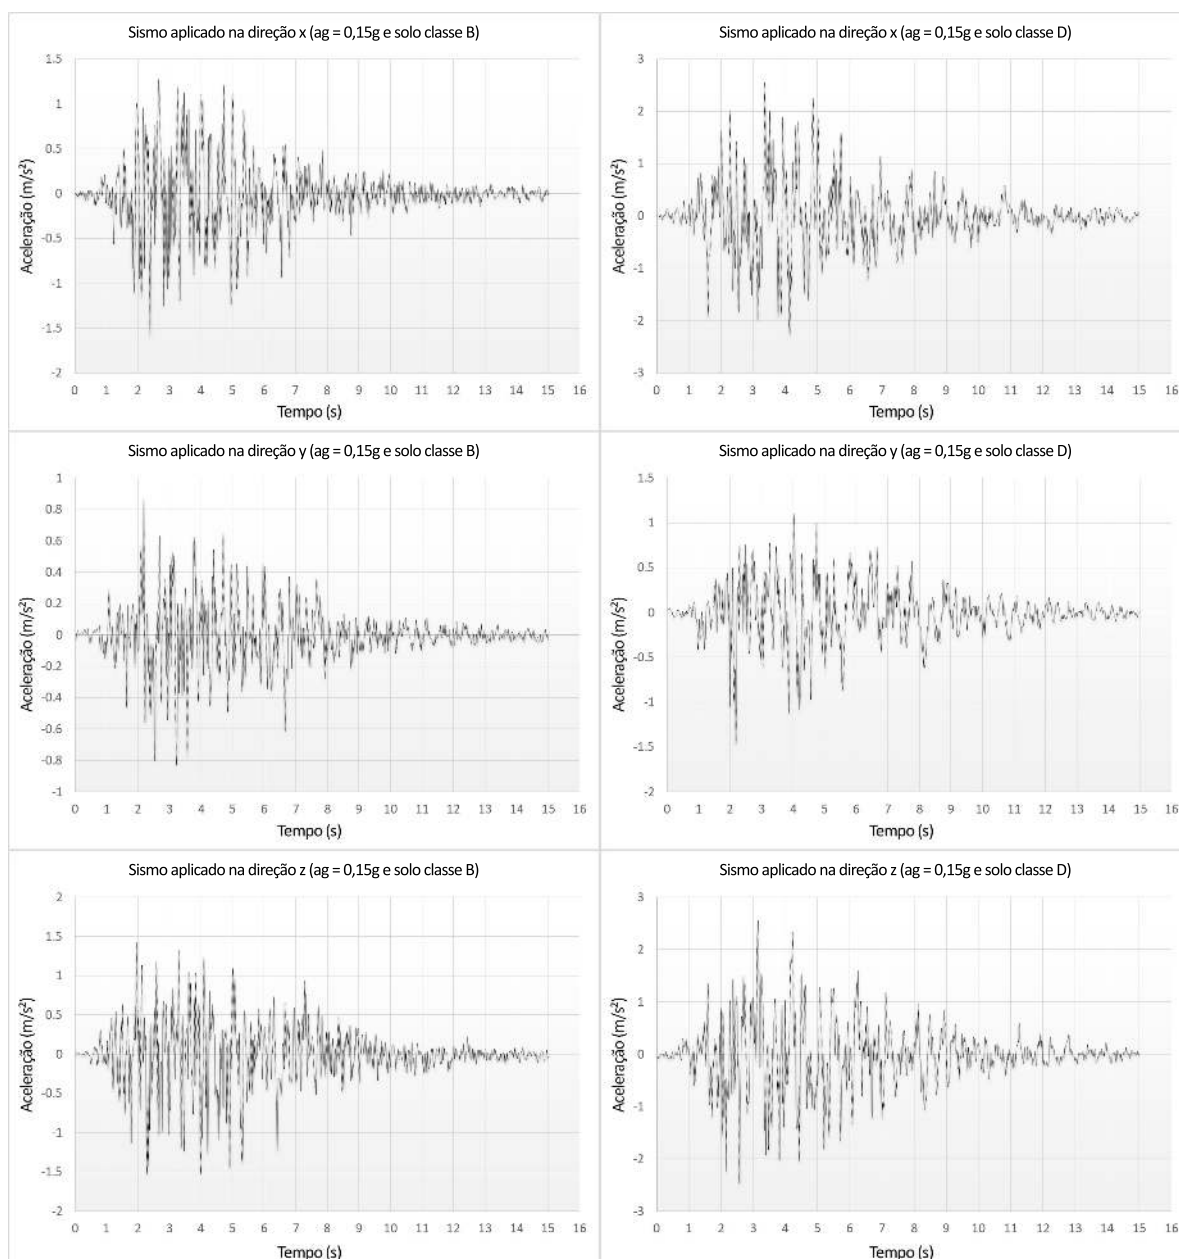 Sismo aplicado na direção x (ag = 0,15g e solo classe B)
1.5
1
0.5
0
-0.5
-1
-1.5
-2
Aceleração (m/s²)
0 1 2 3 4 5 6 7 8 9 10 11 12 13 14 15 16
Tempo (s)
Sismo aplicado na direção x (ag = 0,15g e solo classe D)
3
2
1
0
-1
-2
-3
Aceleração (m/s²)
0 1 2 3 4 5 6 7 8 9 10 11 12 13 14 15 16
Tempo (s)
Sismo aplicado na direção y (ag = 0,15g e solo classe B)
1
0.8
0.6
0.4
0.2
0
-0.2
-0.4
-0.6
-0.8
-1
Aceleração (m/s²)
0 1 2 3 4 5 6 7 8 9 10 11 12 13 14 15 16
Tempo (s)
Sismo aplicado na direção y (ag = 0,15g e solo classe D)
1.5
1
0.5
0
-0.5
-1
-1.5
-2
Aceleração (m/s²)
0 1 2 3 4 5 6 7 8 9 10 11 12 13 14 15 16
Tempo (s)
Sismo aplicado na direção z (ag = 0,15g e solo classe B)
2
1.5
1
0.5
0
-0.5
-1
-1.5
-2
Aceleração (m/s²)
0 1 2 3 4 5 6 7 8 9 10 11 12 13 14 15 16
Tempo (s)
Sismo aplicado na direção z (ag = 0,15g e solo classe D)
3
2
1
0
-1
-2
-3
Aceleração (m/s²)
0 1 2 3 4 5 6 7 8 9 10 11 12 13 14 15 16
Tempo (s)